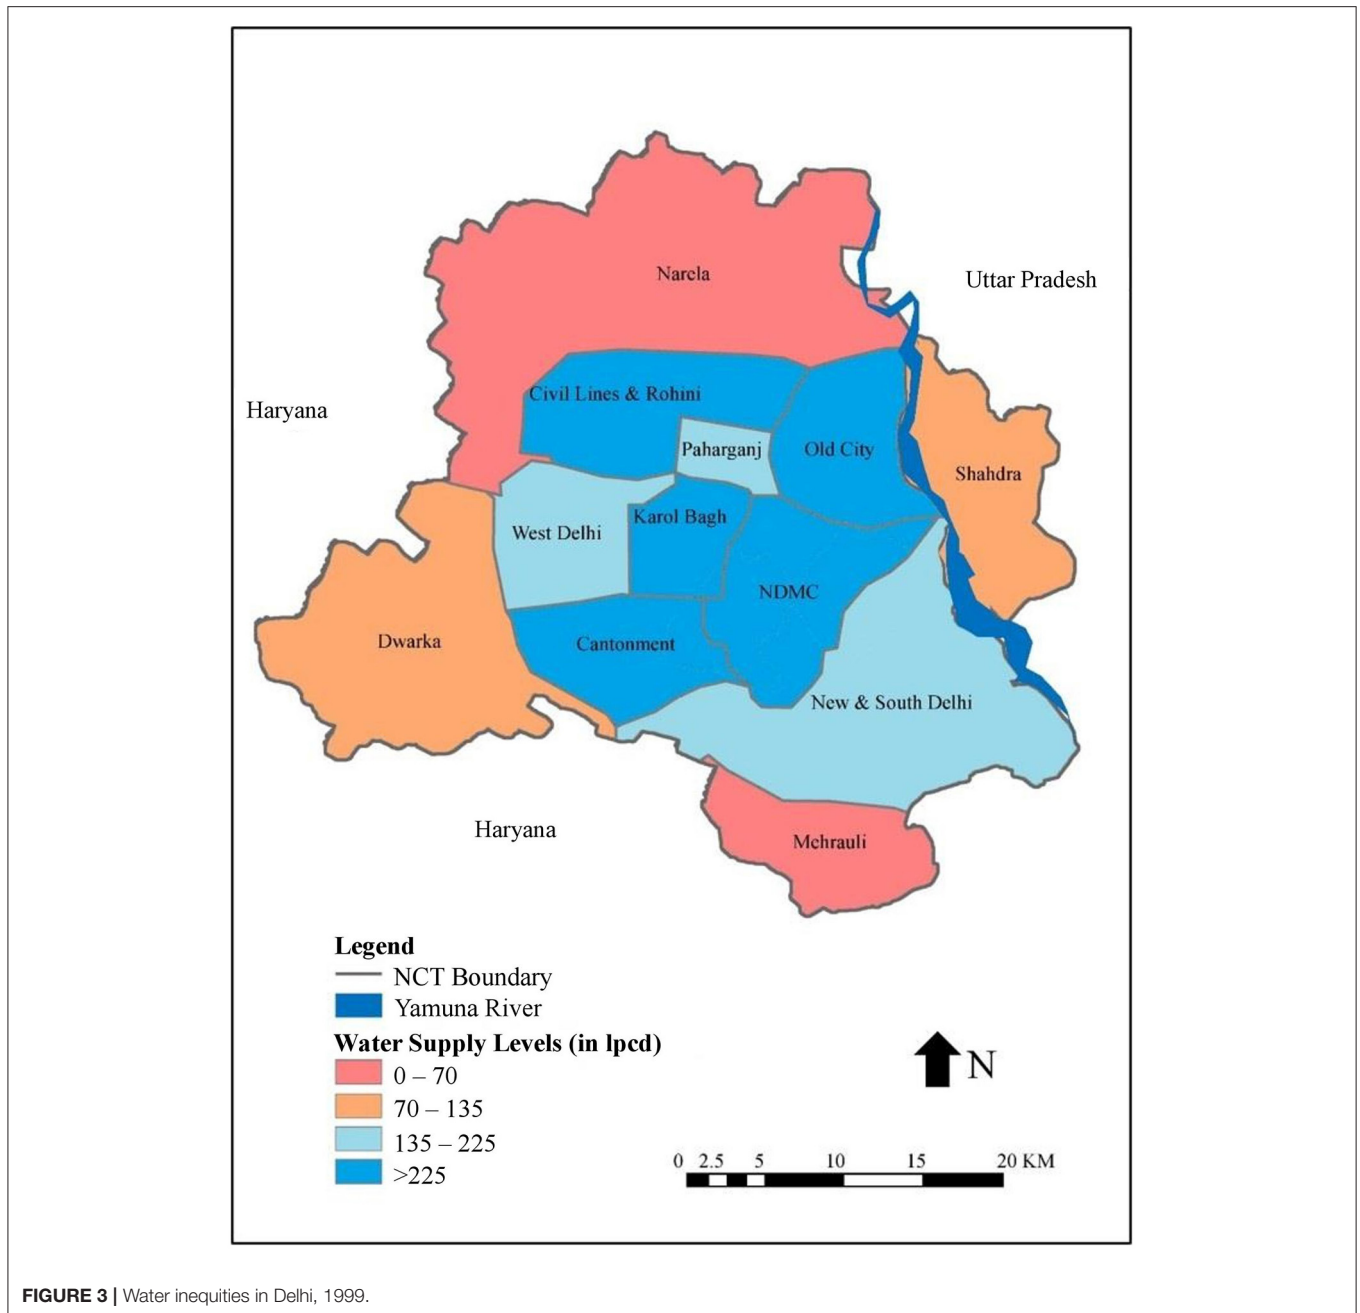 Narela
Uttar Pradesh
Civil Lines & Rohini
Haryana
Paharganj
Old City
Shahdra
Karol Bagh
West Delhi
NDMC
Dwarka
Cantonment
New & South Delhi
Haryana
Mehrauli
Legend
NCT Boundary
Yamuna River
Water Supply Levels (in lpcd)
0 – 70
70 – 135
135 – 225
>225
N
0 2.5 5 10 15 20 KM
FIGURE 3 | Water inequities in Delhi, 1999.